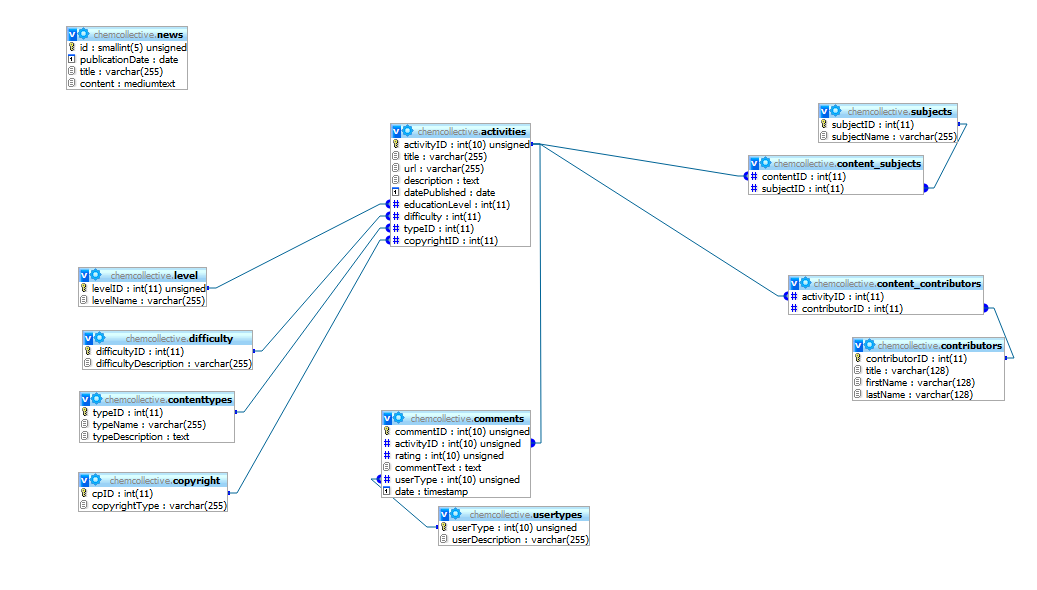 chemcollective.news
id : smallint(5) unsigned
publicationDate : date
title : varchar(255)
content : mediumtext
chemcollective.subjects
subjectID : int(11)
subjectName : varchar(255)
chemcollective.activities
activityID : int(10) unsigned
title : varchar(255)
url : varchar(255)
description : text
datePublished : date
# educationLevel : int(11)
# difficulty : int(11)
# typeID : int(11)
# copyrightID : int(11)
chemcollective.content_subjects
# contentID : int(11)
# subjectID : int(11)
chemcollective.level
levelID : int(11) unsigned
levelName : varchar(255)
chemcollective.content_contributors
# activityID : int(11)
# contributorID : int(11)
chemcollective.difficulty
difficultyID : int(11)
difficultyDescription : varchar(255)
chemcollective.contributors
contributorID : int(11)
title : varchar(128)
firstName : varchar(128)
lastName : varchar(128)
chemcollective.contenttypes
typeID : int(11)
typeName : varchar(255)
typeDescription : text
chemcollective.comments
commentID : int(10) unsigned
# activityID : int(10) unsigned
# rating : int(10) unsigned
commentText : text
# userType : int(10) unsigned
date : timestamp
chemcollective.copyright
cpID : int(11)
copyrightType : varchar(255)
chemcollective.usertypes
userType : int(10) unsigned
userDescription : varchar(255)